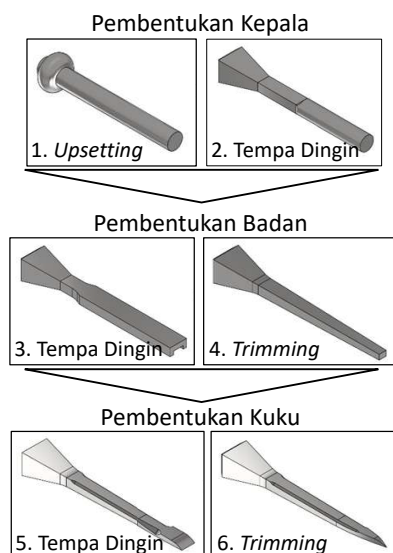 Pembentukan Kepala
1. Upsetting
2. Tempa Dingin
Pembentukan Badan
3. Tempa Dingin
4. Trimming
Pembentukan Kuku
5. Tempa Dingin
6. Trimming